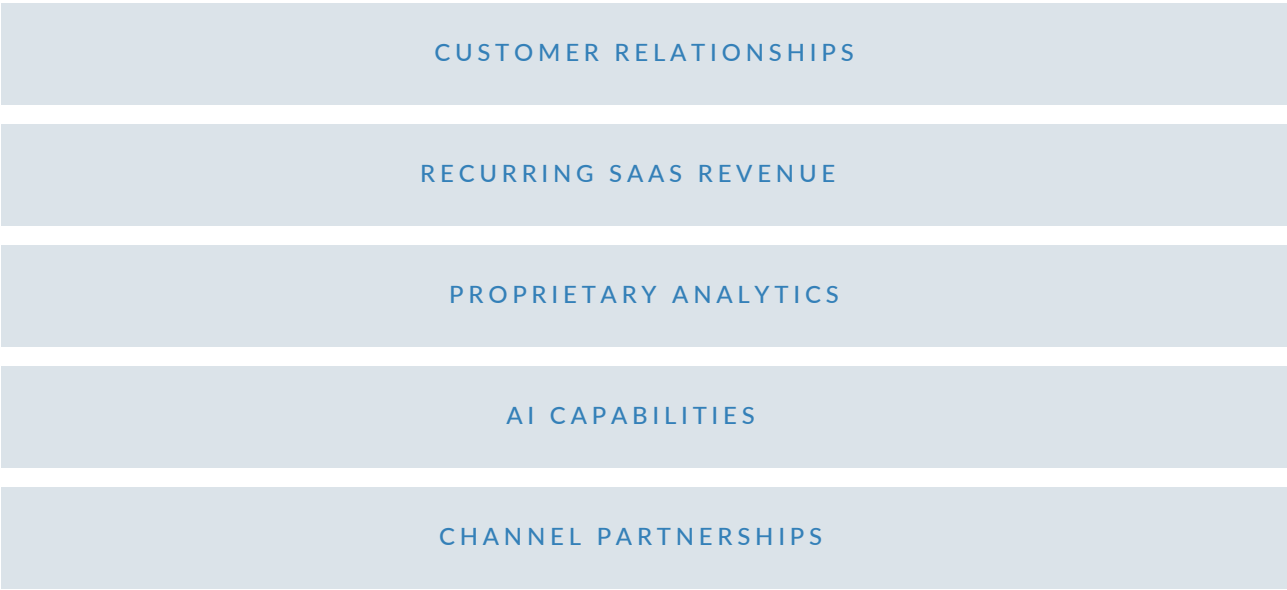 CUSTOMER RELATIONSHIPS
RECURRING SAAS REVENUE
PROPRIETARY ANALYTICS
AI CAPABILITIES
CHANNEL PARTNERSHIPS